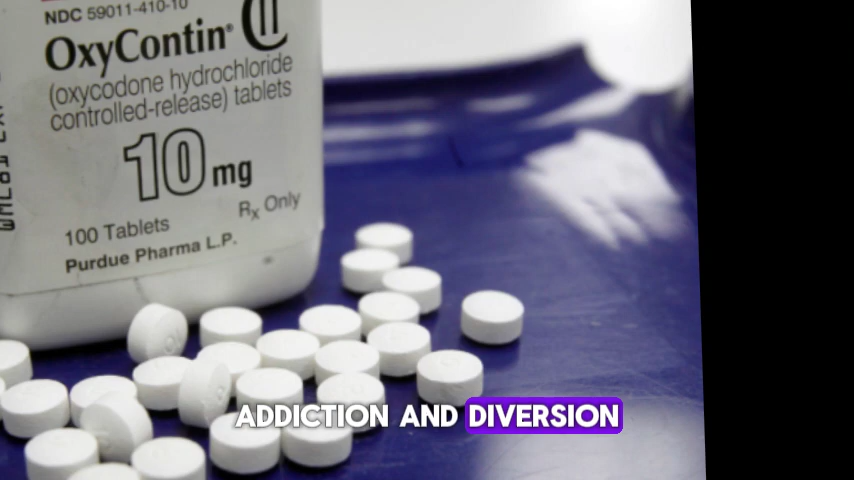 NDC 59011-410-10
OxyContin® CII
(oxycodone hydrochloride
controlled-release) tablets
10 mg
Rx Only
100 Tablets
Purdue Pharma L.P.
ADDICTION AND DIVERSION